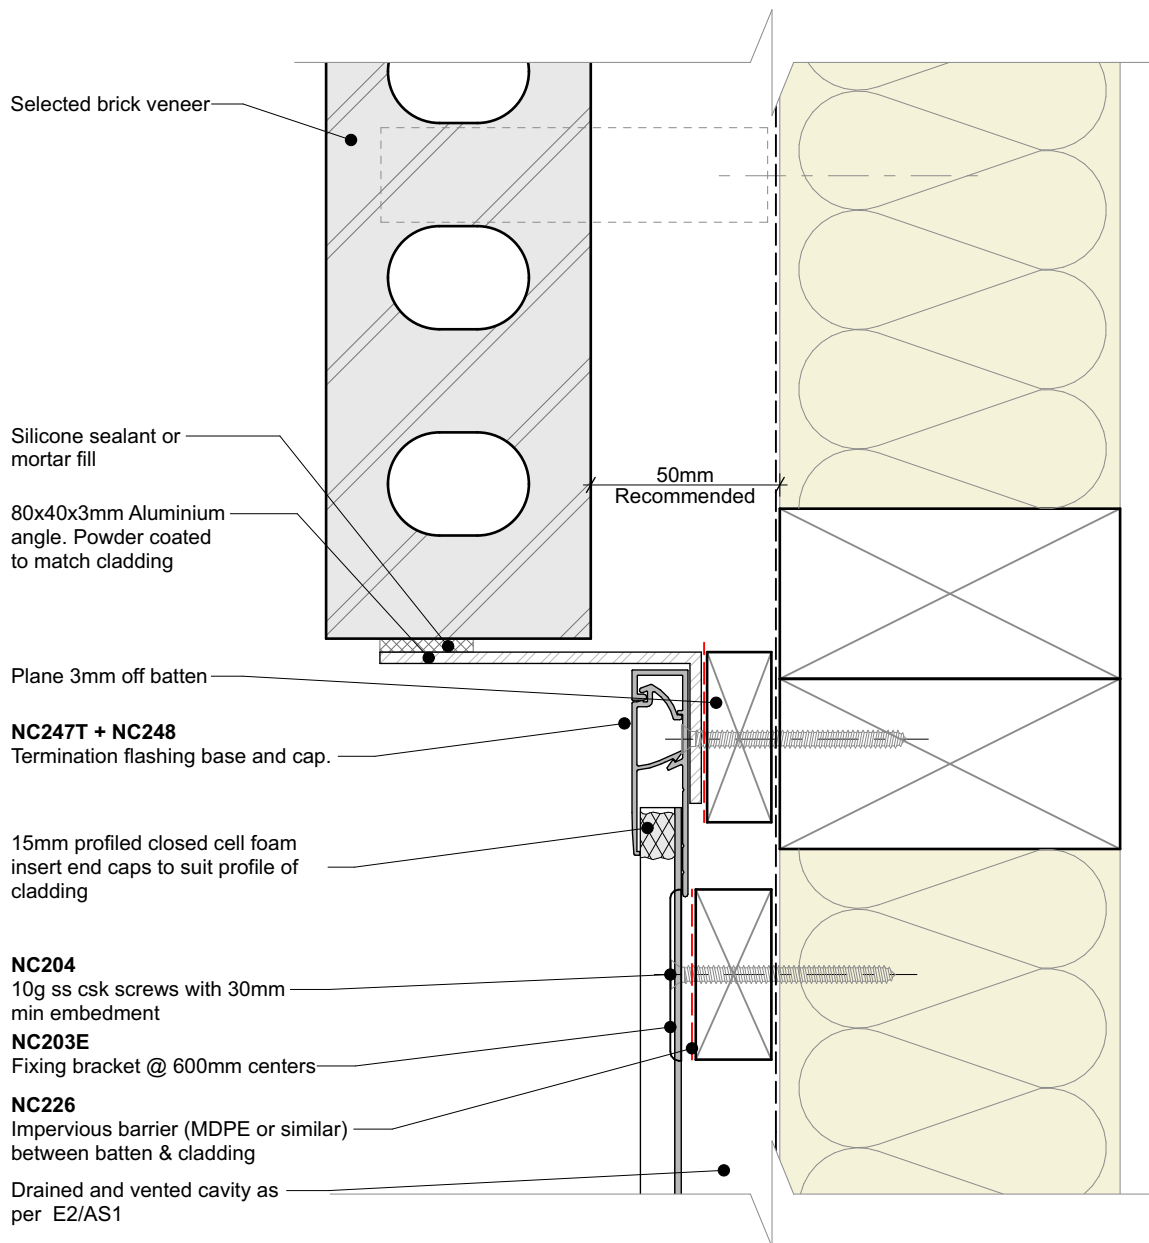 Selected brick veneer
Silicone sealant or
mortar fill
50mm
Recommended
80x40x3mm Aluminium
angle. Powder coated
to match cladding
Plane 3mm off batten
NC247T + NC248
Termination flashing base and cap.
15mm profiled closed cell foam
insert end caps to suit profile of
cladding
NC204
10g ss csk screws with 30mm
min embedment
NC203E
Fixing bracket @ 600mm centers
NC226
Impervious barrier (MDPE or similar)
between batten & cladding
Drained and vented cavity as
per E2/AS1